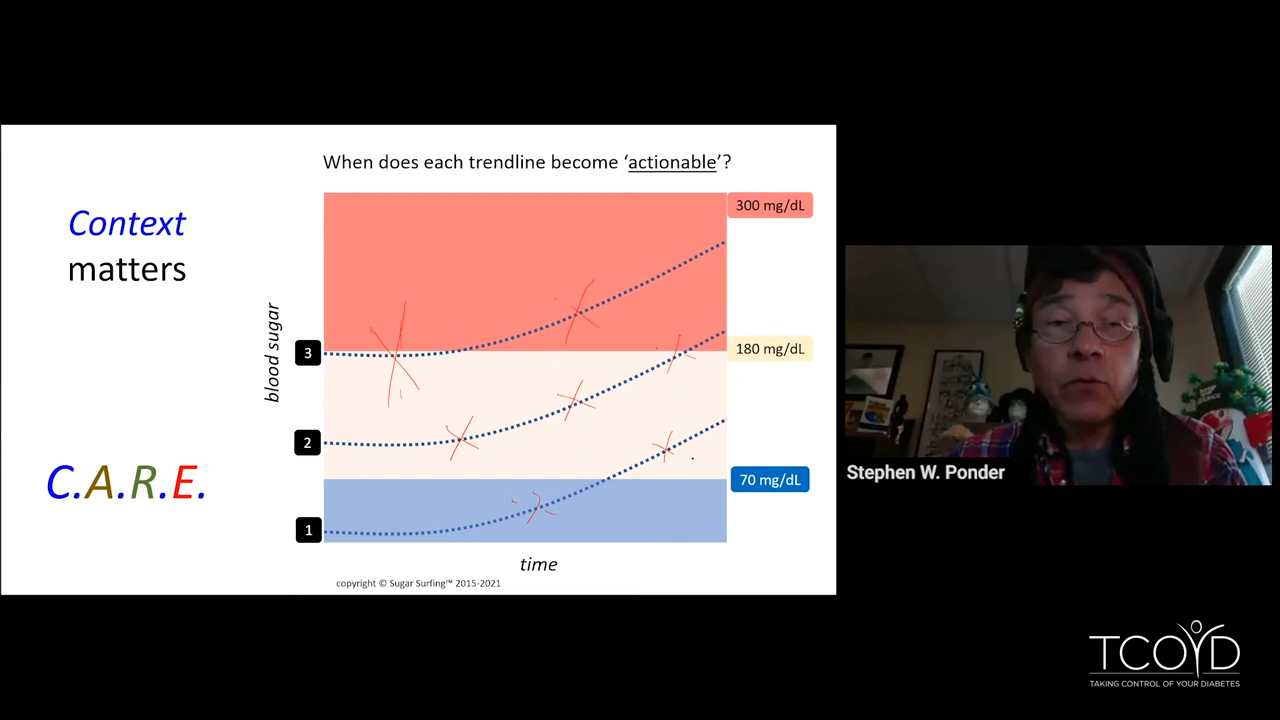 When does each trendline become ‘actionable’?
Context
matters
C.A.R.E.
blood sugar
300 mg/dL
180 mg/dL
70 mg/dL
3
2
1
time
copyright © Sugar Surfing™ 2015-2021
Stephen W. Ponder
TCOYD
TAKING CONTROL OF YOUR DIABETES